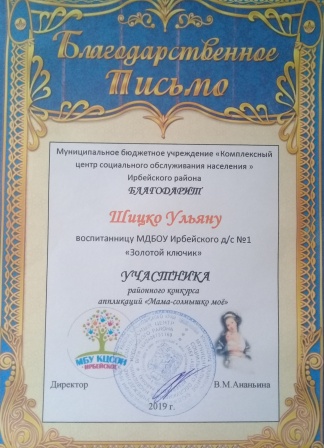 Благодарственное
Письмо
Муниципальное бюджетное учреждение «Комплексный
центр социального обслуживания населения »
Ирбейского района
БЛАГОДАРИТ
Шицко Ульяну
воспитанницу МДБОУ Ирбейского д/с №1
«Золотой ключик»
УЧАСТНИКА
районного конкурса
аппликаций «Мама-солнышко моё»
МБУ КЦСОН
ИРБЕЙСКИЙ
Директор
В.М.Ананьина
2019 г.